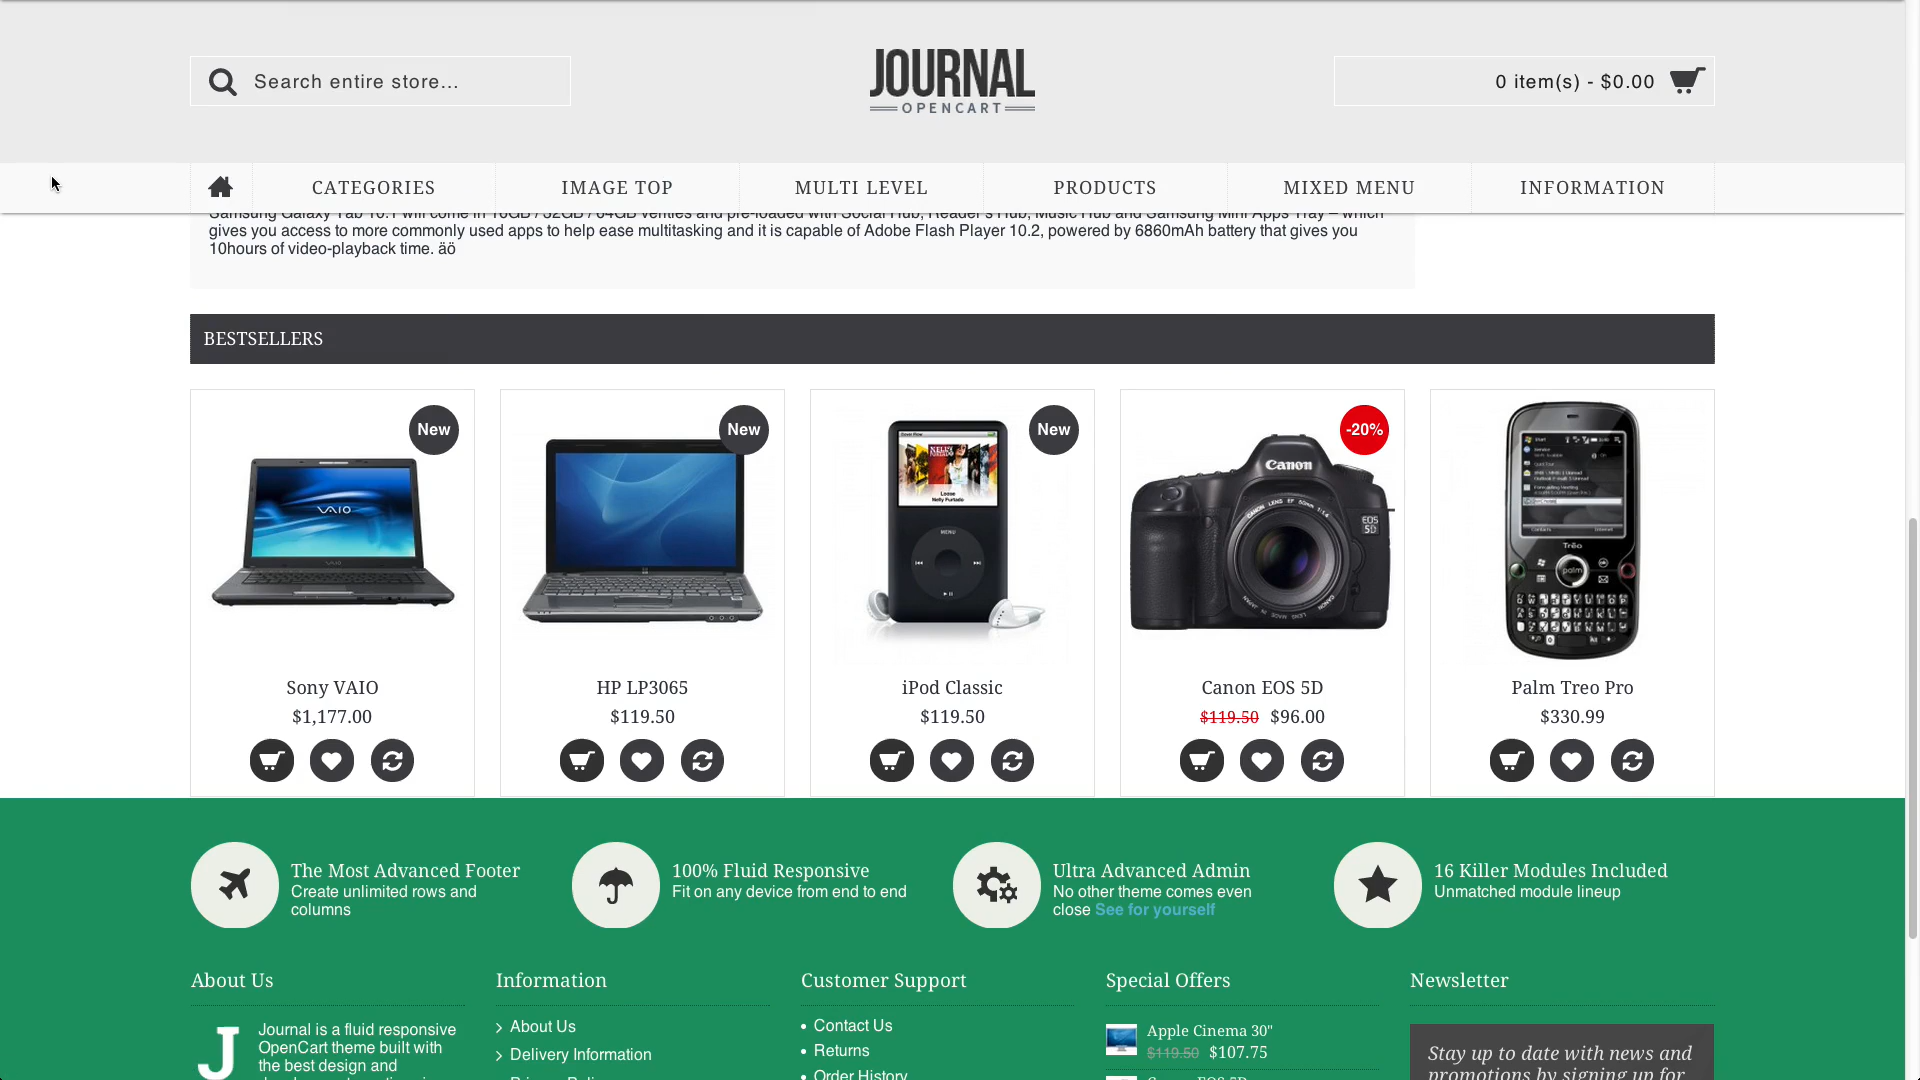 Search entire store...
JOURNAL
OPENCART
0 item(s) - $0.00
CATEGORIES
IMAGE TOP
MULTI LEVEL
PRODUCTS
MIXED MENU
INFORMATION
Samsung Galaxy Tab 10.1 will come in 16GB / 32GB / 64GB verities and pre-loaded with Social Hub, Reader's Hub, Music Hub and Samsung Mini Apps Tray – which
gives you access to more commonly used apps to help ease multitasking and it is capable of Adobe Flash Player 10.2, powered by 6860mAh battery that gives you
10hours of video-playback time. äö
BESTSELLERS
New
VAIO
Sony VAIO
$1,177.00
New
HP LP3065
$119.50
New
MENU
iPod Classic
$119.50
-20%
Canon
EOS
5D
Canon EOS 5D
$119.50 $96.00
Treo
palm
Palm Treo Pro
$330.99
The Most Advanced Footer
Create unlimited rows and
columns
100% Fluid Responsive
Fit on any device from end to end
Ultra Advanced Admin
No other theme comes even
close See for yourself
16 Killer Modules Included
Unmatched module lineup
About Us
J
Journal is a fluid responsive
OpenCart theme built with
the best design and
Information
About Us
Delivery Information
Customer Support
Contact Us
Returns
Order History
Special Offers
Apple Cinema 30"
$119.50 $107.75
Canon EOS 5D
Newsletter
Stay up to date with news and
promotions by signing up for